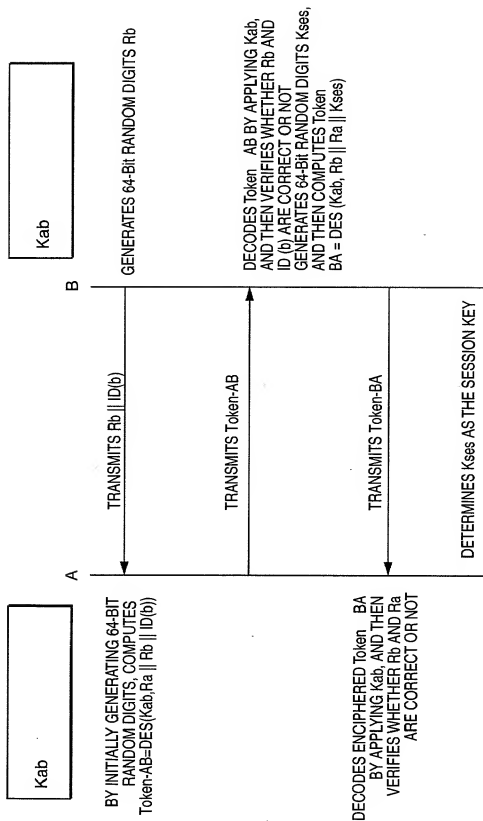 Kab
Kab
A
B
GENERATES 64-Bit RANDOM DIGITS Rb
TRANSMITS Rb || ID(b)
BY INITIALLY GENERATING 64-BIT
RANDOM DIGITS, COMPUTES
Token-AB=DES(Kab,Ra || Rb || ID(b))
TRANSMITS Token-AB
DECODES Token AB BY APPLYING Kab,
AND THEN VERIFIES WHETHER Rb AND
ID (b) ARE CORRECT OR NOT
GENERATES 64-Bit RANDOM DIGITS Kses,
AND THEN COMPUTES Token
BA = DES (Kab, Rb || Ra || Kses)
TRANSMITS Token-BA
DECODES ENCIPHERED Token BA
BY APPLYING Kab, AND THEN
VERIFIES WHETHER Rb AND Ra
ARE CORRECT OR NOT
DETERMINES Kses AS THE SESSION KEY